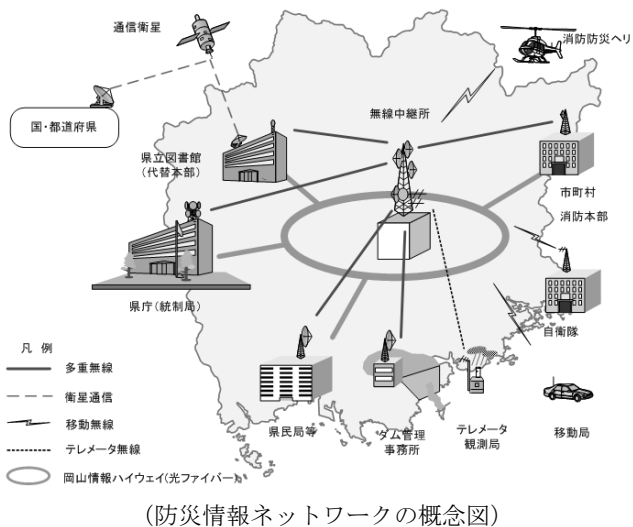 通信衛星
消防防災ヘリ
国・都道府県
無線中継所
県立図書館
(代替本部)
市町村
消防本部
県庁(統制局)
自衛隊
凡 例
多重無線
衛星通信
移動無線
テレメータ無線
岡山情報ハイウェイ(光ファイバー)
県民局等
ダム管理
事務所
テレメータ
観測局
移動局
(防災情報ネットワークの概念図)